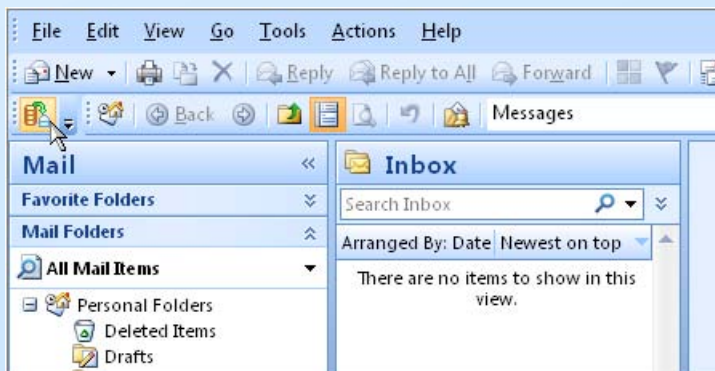 File Edit View Go Tools Actions Help
New Reply Reply to All Forward
Back Messages
Mail « Inbox
Favorite Folders
Search Inbox
Mail Folders
Arranged By: Date Newest on top
All Mail Items
There are no items to show in this
view.
Personal Folders
Deleted Items
Drafts